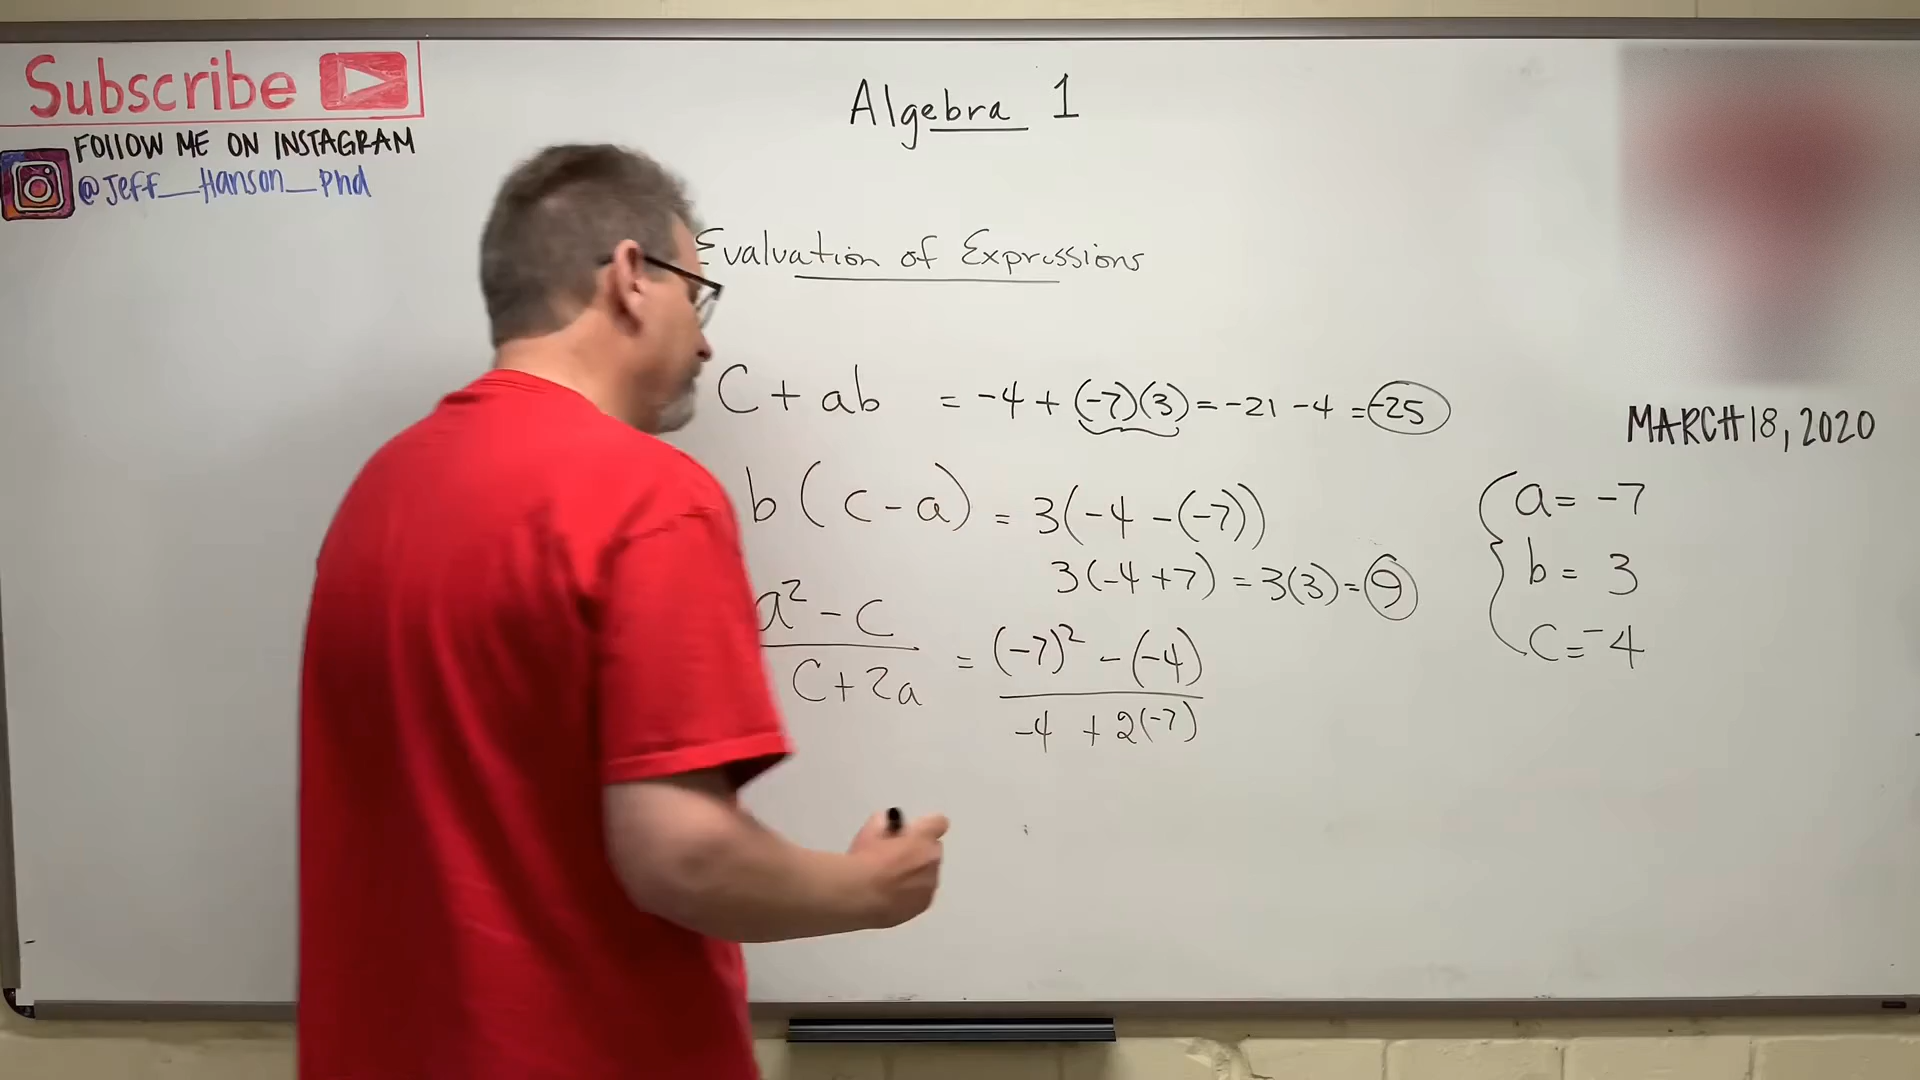 Subscribe
FOLLOW ME ON INSTAGRAM
@Jeff_Hanson_Phd
Algebra 1
Evaluation of Expressions
C + ab = -4 + (-7)(3) = -21 - 4 = -25
b(c - a) = 3(-4 - (-7))
3(-4 + 7) = 3(3) = 9
a² - c / c + 2a = (-7)² - (-4) / -4 + 2(-7)
MARCH 18, 2020
a = -7
b = 3
c = -4